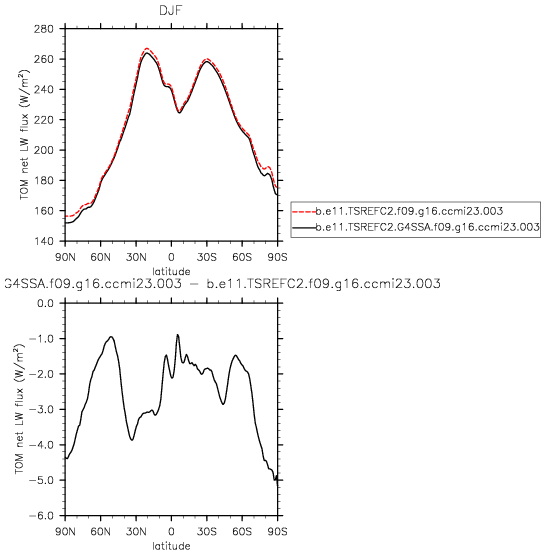 DJF
280
260
240
220
200
180
160
140
TOM net LW flux (W/m²)
90N 60N 30N 0 30S 60S 90S
latitude
b.e11.TSREFC2.f09.g16.ccmi23.003
b.e11.TSREFC2.G4SSA.f09.g16.ccmi23.003
G4SSA.f09.g16.ccmi23.003 − b.e11.TSREFC2.f09.g16.ccmi23.003
0.0
−1.0
−2.0
−3.0
−4.0
−5.0
−6.0
TOM net LW flux (W/m²)
90N 60N 30N 0 30S 60S 90S
latitude